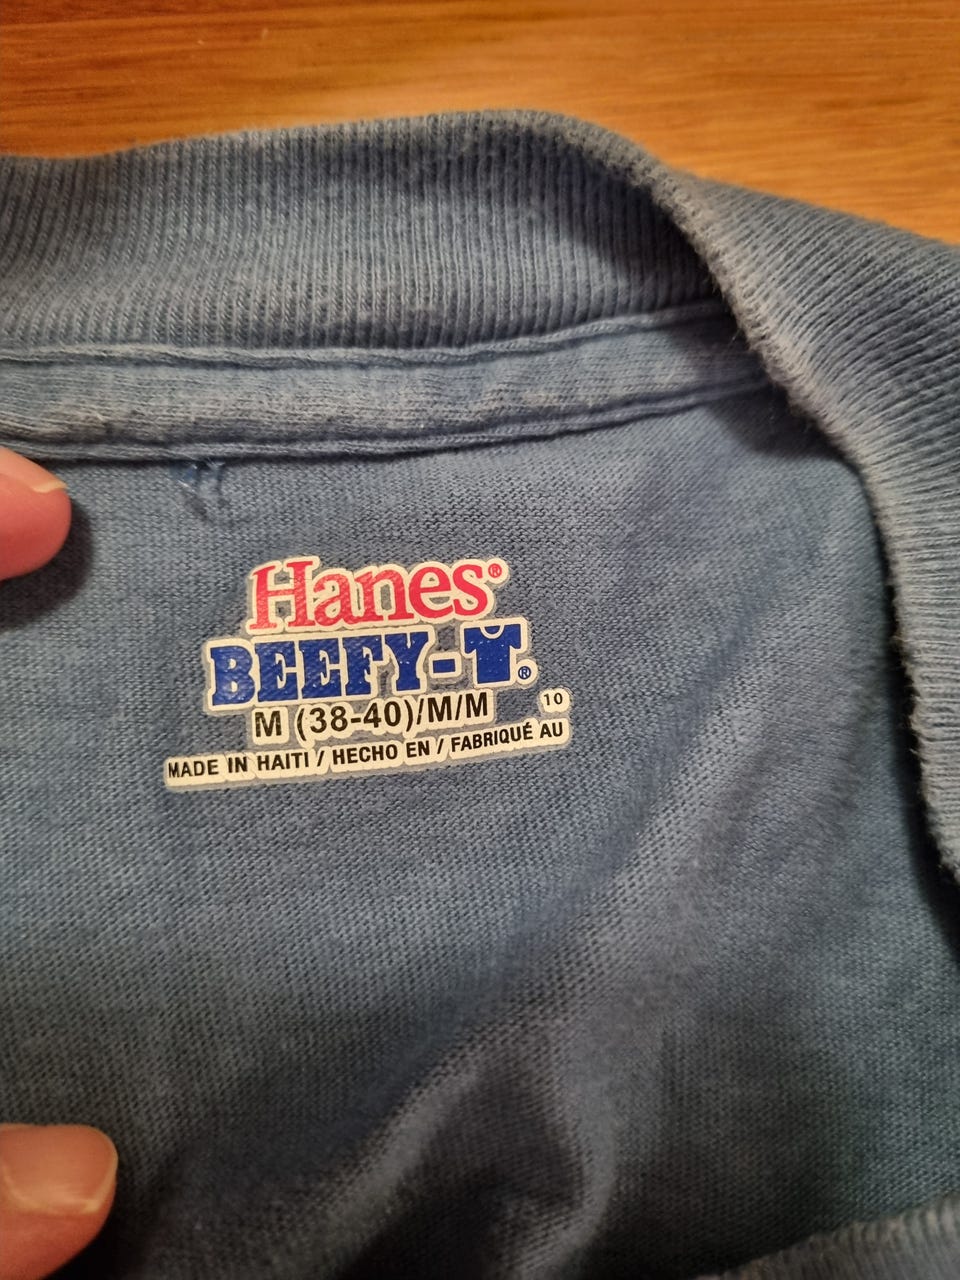 Hanes®
BEEFY-T.®
M (38-40)/M/M 10
MADE IN HAITI / HECHO EN / FABRIQUÉ AU